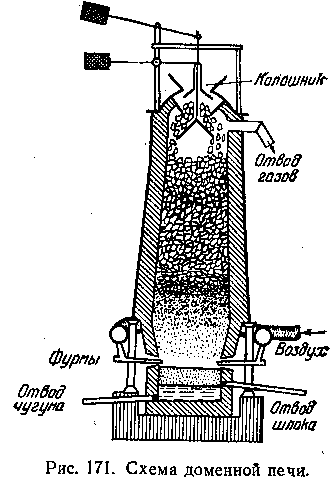 Колошник
Отвод
газов
Фурмы
Воздух
Отвод
чугуна
Отвод
шлака
Рис. 171. Схема доменной печи.